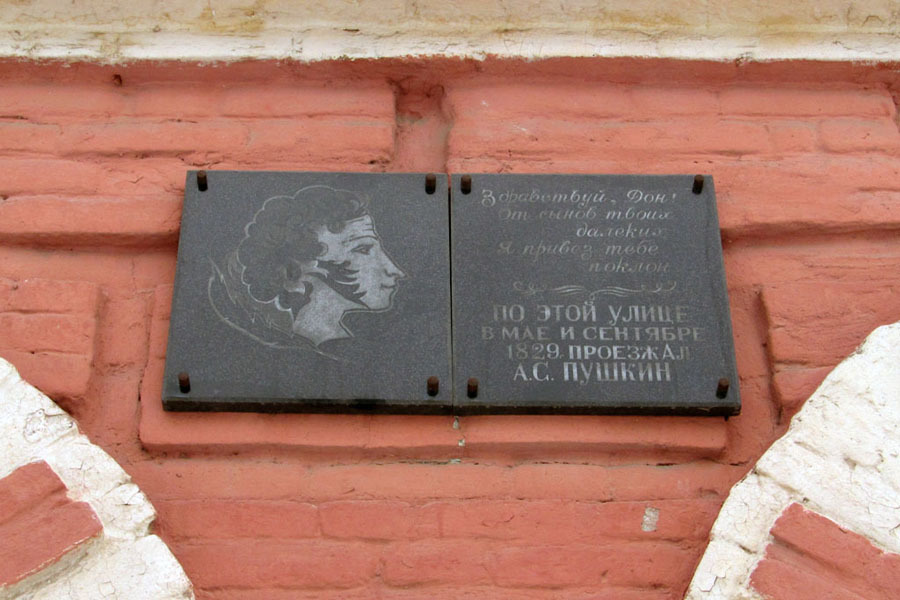 Здравствуй, Дон!
От сынов твоих
далеких
Я привез тебе
поклон
ПО ЭТОЙ УЛИЦЕ
В МАЕ И СЕНТЯБРЕ
1829. ПРОЕЗЖАЛ
А.С. ПУШКИН